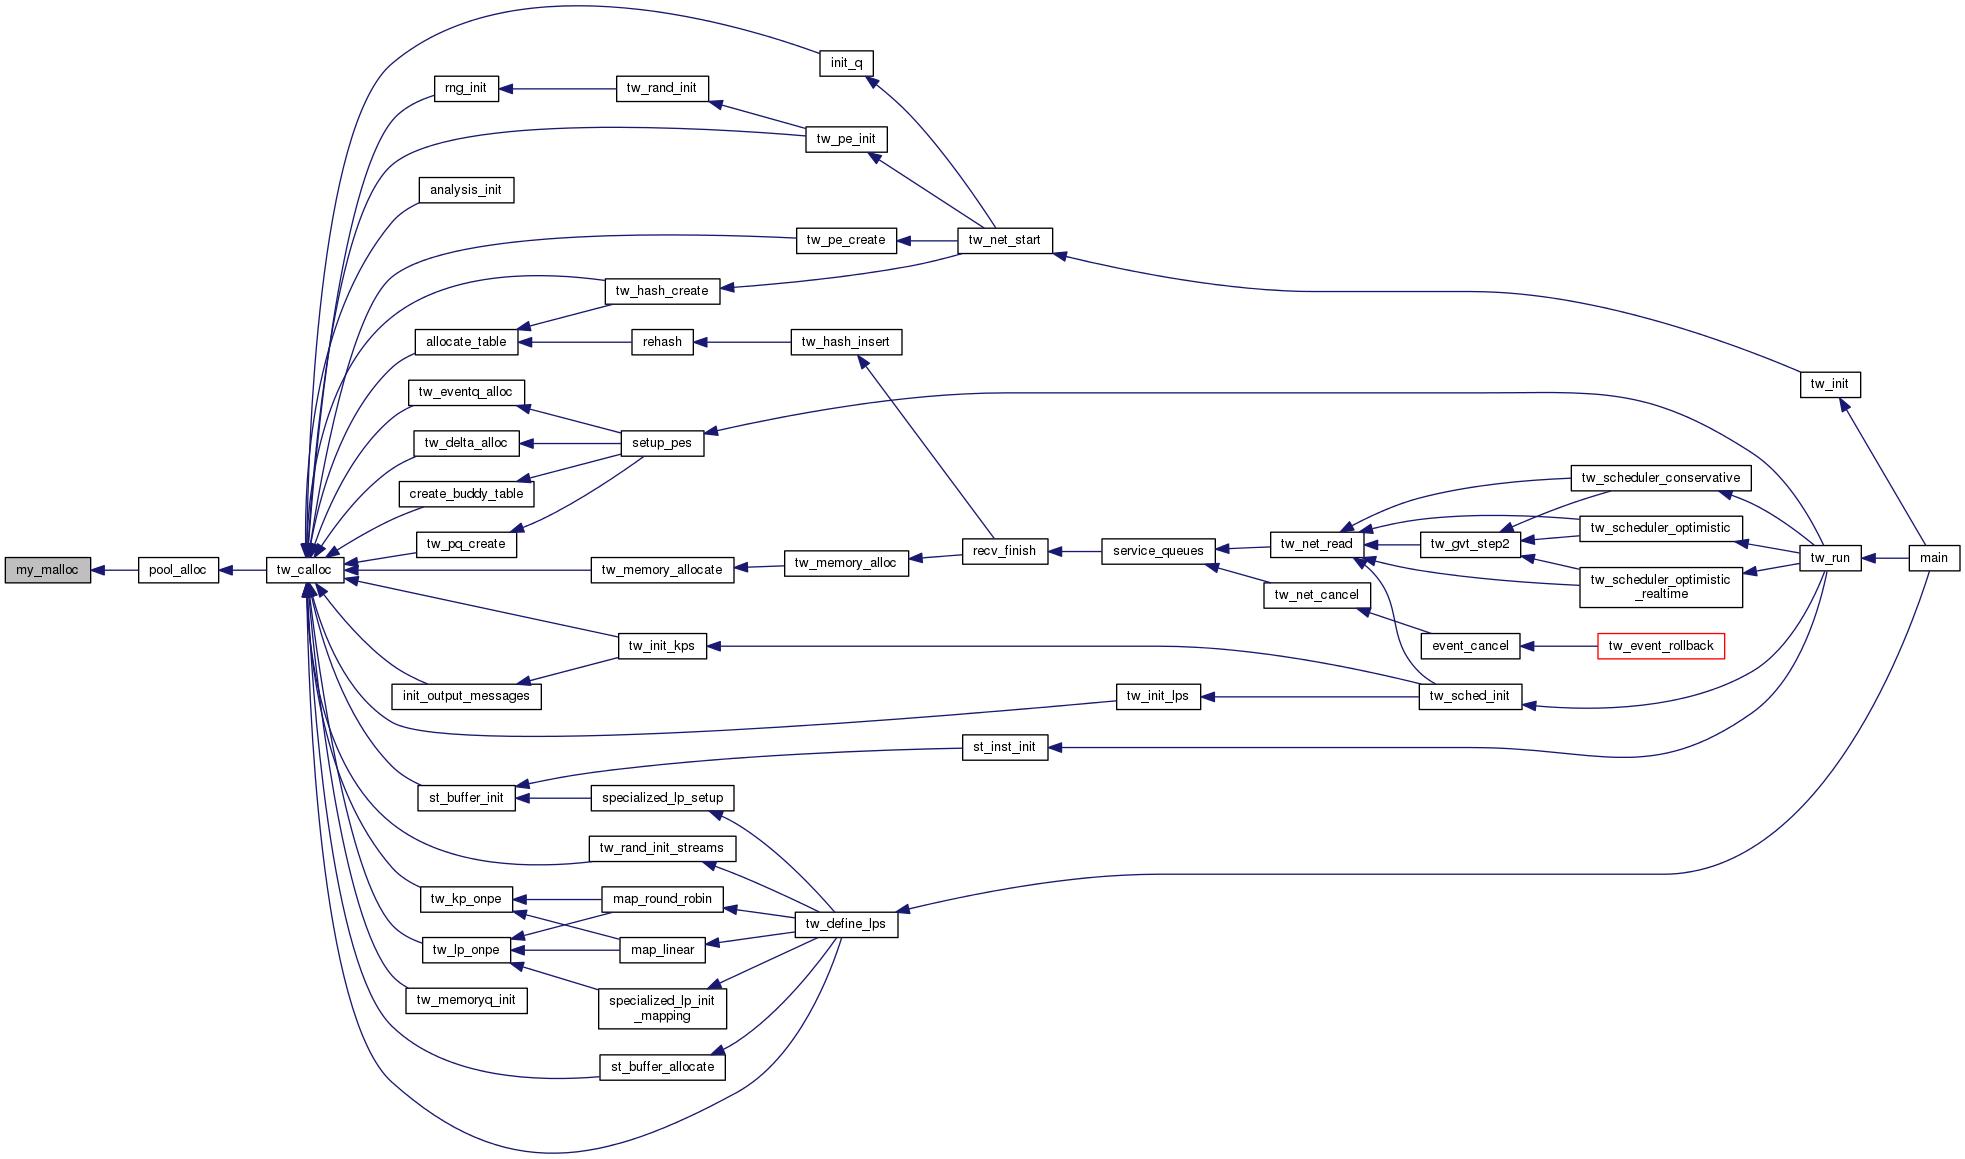 init_q
rng_init
tw_rand_init
tw_pe_init
analysis_init
tw_pe_create
tw_net_start
tw_hash_create
allocate_table
rehash
tw_hash_insert
tw_init
tw_eventq_alloc
tw_delta_alloc
setup_pes
create_buddy_table
tw_scheduler_conservative
tw_scheduler_optimistic
tw_pq_create
tw_net_read
tw_gvt_step2
recv_finish
service_queues
tw_run
main
my_malloc
pool_alloc
tw_calloc
tw_memory_allocate
tw_memory_alloc
tw_scheduler_optimistic
_realtime
tw_net_cancel
tw_init_kps
event_cancel
tw_event_rollback
init_output_messages
tw_init_lps
tw_sched_init
st_inst_init
st_buffer_init
specialized_lp_setup
tw_rand_init_streams
tw_kp_onpe
map_round_robin
tw_define_lps
tw_lp_onpe
map_linear
tw_memoryq_init
specialized_lp_init
_mapping
st_buffer_allocate